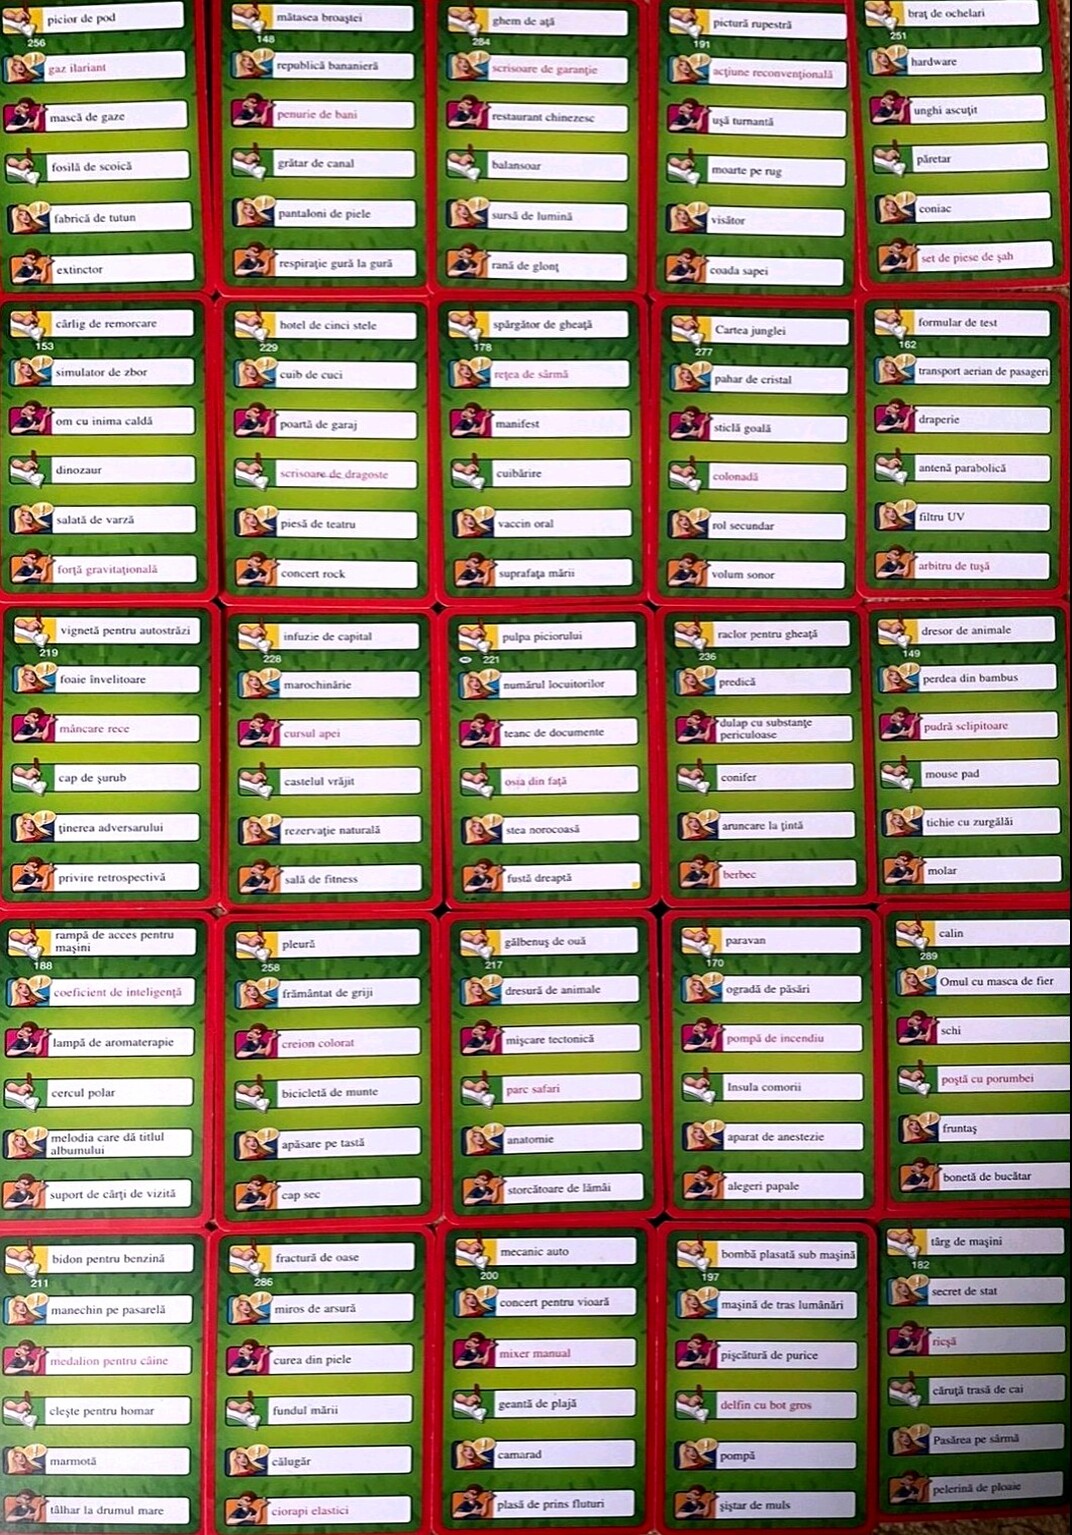 picior de pod
256
gaz ilariant
mască de gaze
fosilă de scoică
fabrică de tutun
extinctor
mătasea broaștei
148
republică bananieră
penurie de bani
grătar de canal
pantaloni de piele
respirație gură la gură
ghem de ață
284
scrisoare de garanție
restaurant chinezesc
balansoar
sursă de lumină
rană de glonț
pictură rupestră
191
acțiune reconvențională
ușă turnantă
moarte pe rug
visător
coada sapei
braț de ochelari
251
hardware
unghi ascuțit
păretar
coniac
set de piese de șah
cârlig de remorcare
153
simulator de zbor
om cu inima caldă
dinozaur
salată de varză
forță gravitațională
hotel de cinci stele
229
cuib de cuci
poartă de garaj
scrisoare de dragoste
piesă de teatru
concert rock
spărgător de gheață
178
rețea de sârmă
manifest
cuibărire
vaccin oral
suprafața mării
Cartea junglei
277
pahar de cristal
sticlă goală
colonadă
rol secundar
volum sonor
formular de test
162
transport aerian de pasageri
draperie
antenă parabolică
filtru UV
arbitru de tușă
vignetă pentru autostrăzi
219
foaie învelitoare
mâncare rece
cap de șurub
ținerea adversarului
privire retrospectivă
infuzie de capital
228
marochinărie
cursul apei
castelul vrăjit
rezervație naturală
sală de fitness
pulpa piciorului
221
numărul locuitorilor
teanc de documente
osia din față
stea norocoasă
fustă dreaptă
raclor pentru gheață
236
predică
dulap cu substanțe
periculoase
conifer
aruncare la țintă
berbec
dresor de animale
149
perdea din bambus
pudră sclipitoare
mouse pad
tichie cu zurgălăi
molar
rampă de acces pentru
mașini
188
coeficient de inteligență
lampă de aromaterapie
cercul polar
melodia care dă titlul
albumului
suport de cărți de vizită
pleură
258
frământat de griji
creion colorat
bicicletă de munte
apăsare pe tastă
cap sec
gălbenuș de ouă
217
dresură de animale
mișcare tectonică
parc safari
anatomie
storcătoare de lămâi
paravan
170
ogradă de păsări
pompă de incendiu
Insula comorii
aparat de anestezie
alegeri papale
calin
289
Omul cu masca de fier
schi
poștă cu porumbei
fruntaș
bonetă de bucătar
bidon pentru benzină
211
manechin pe pasarelă
medalion pentru câine
clește pentru homar
marmotă
tâlhar la drumul mare
fractură de oase
286
miros de arsură
curea din piele
fundul mării
călugăr
ciorapi elastici
mecanic auto
200
concert pentru vioară
mixer manual
geantă de plajă
camarad
plasă de prins fluturi
bombă plasată sub mașină
197
mașină de tras lumânări
pișcătură de purice
delfin cu bot gros
pompă
șiștar de muls
târg de mașini
182
secret de stat
ricșă
căruță trasă de cai
Pasărea pe sârmă
pelerină de ploaie